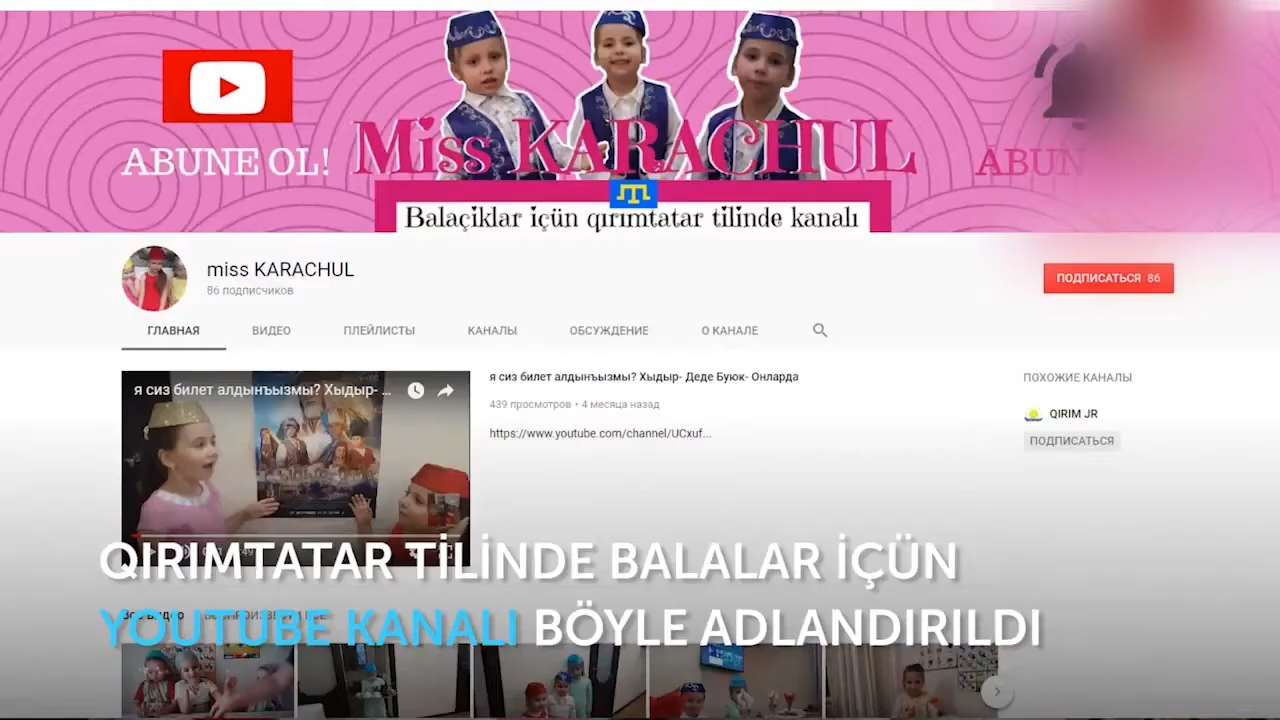 ABUNE OL!
Miss KARACHUL
ABUN
Balaçiklar içün qırımtatar tilinde kanalı
miss KARACHUL
86 подписчиков
ПОДПИСАТЬСЯ 86
ГЛАВНАЯ ВИДЕО ПЛЕЙЛИСТЫ КАНАЛЫ ОБСУЖДЕНИЕ О КАНАЛЕ
я сиз билет алдынъызмы? Хыдыр- ...
я сиз билет алдынъызмы? Хыдыр- Деде Буюк- Онларда
439 просмотров • 4 месяца назад
https://www.youtube.com/channel/UCxuf...
ПОХОЖИЕ КАНАЛЫ
QIRIM JR
ПОДПИСАТЬСЯ
QIRIMTATAR TİLİNDE BALALAR İÇÜN
YOUTUBE KANALI BÖYLE ADLANDIRILDI